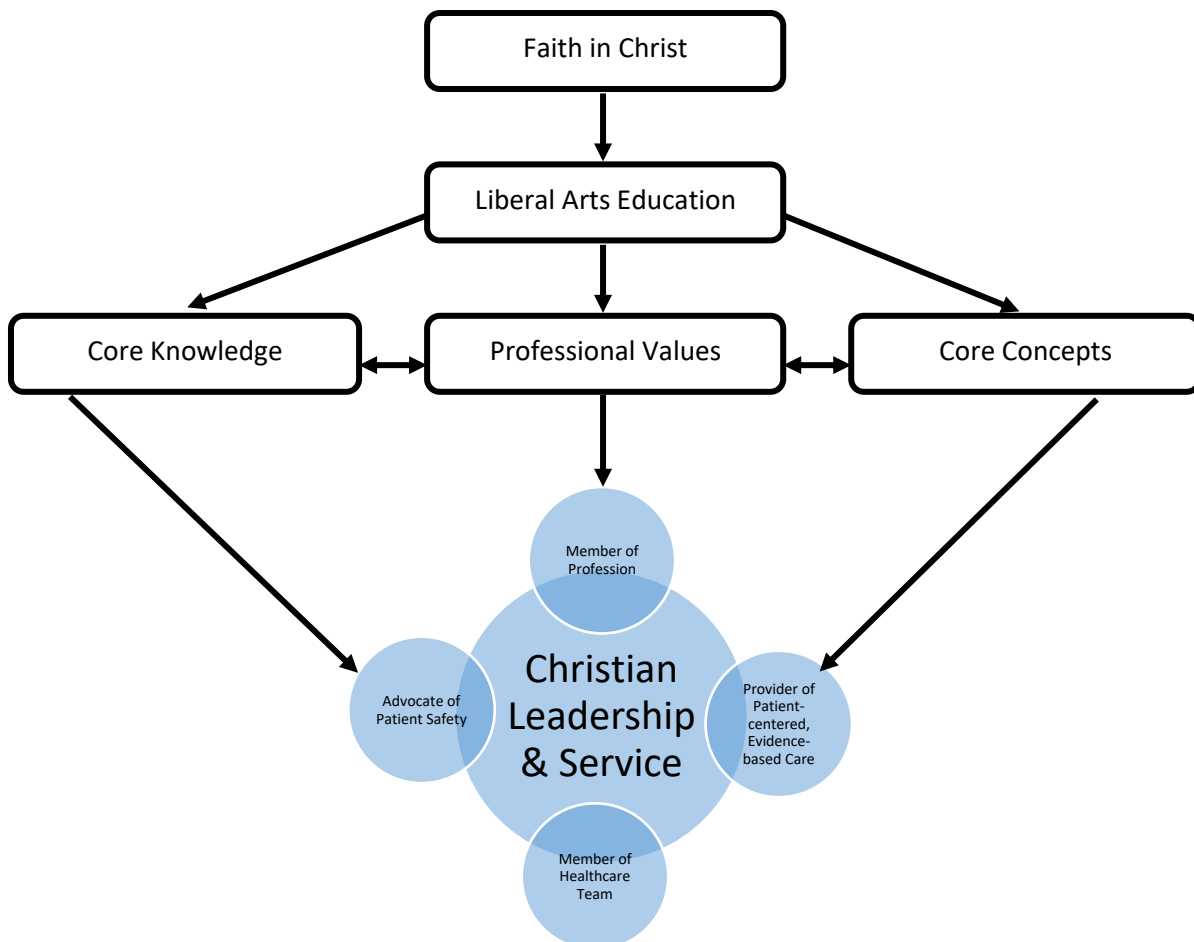 Faith in Christ
Liberal Arts Education
Core Knowledge
Professional Values
Core Concepts
Member of
Profession
Advocate of
Patient Safety
Christian
Leadership
& Service
Provider of
Patient-
centered,
Evidence-
based Care
Member of
Healthcare
Team